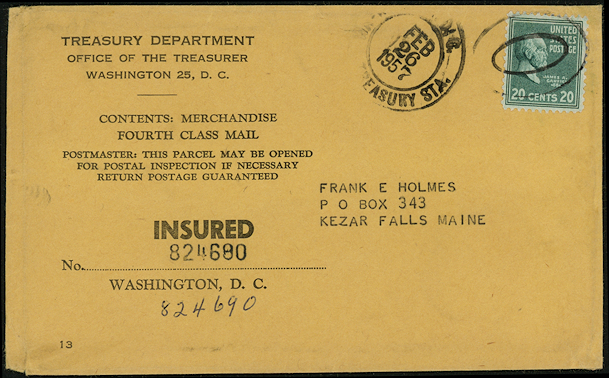 TREASURY DEPARTMENT
OFFICE OF THE TREASURER
WASHINGTON 25, D. C.
CONTENTS: MERCHANDISE
FOURTH CLASS MAIL
POSTMASTER: THIS PARCEL MAY BE OPENED
FOR POSTAL INSPECTION IF NECESSARY
RETURN POSTAGE GUARANTEED
FEB
26
1957
TREASURY STA.
UNITED
STATES
POSTAGE
JAMES A.
20 CENTS 20
FRANK E HOLMES
P O BOX 343
KEZAR FALLS MAINE
INSURED
824690
No.
WASHINGTON, D. C.
824690
13